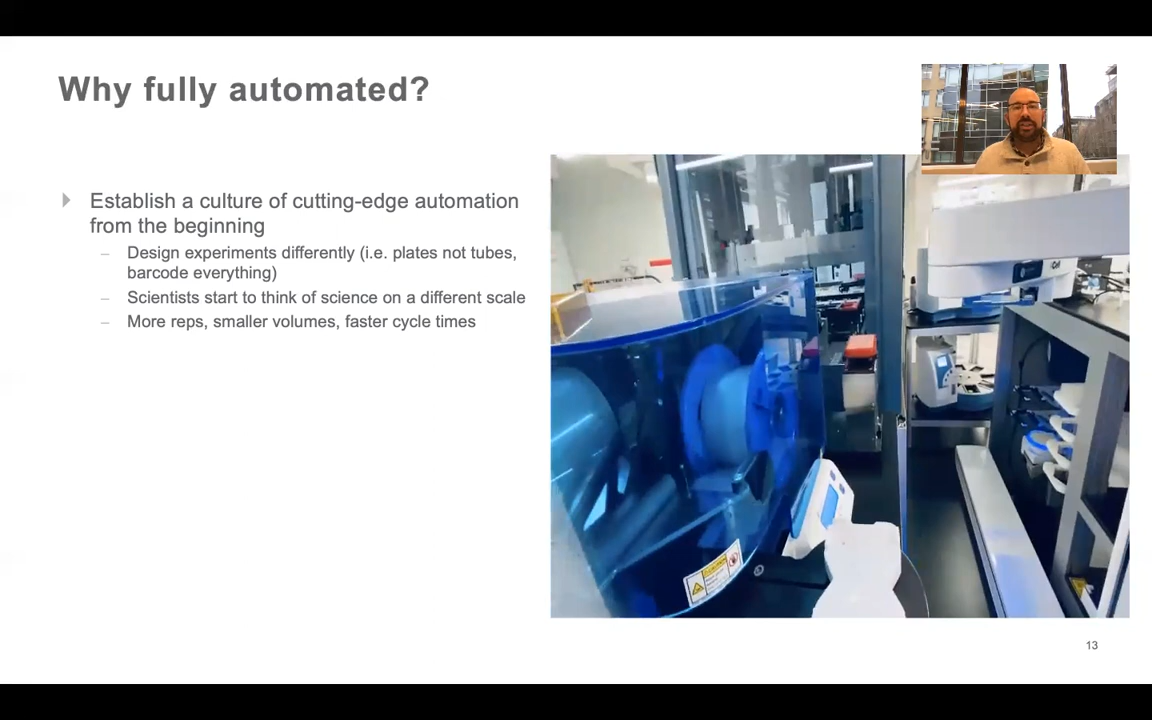 Why fully automated?
Establish a culture of cutting-edge automation
from the beginning
– Design experiments differently (i.e. plates not tubes,
barcode everything)
– Scientists start to think of science on a different scale
– More reps, smaller volumes, faster cycle times
13